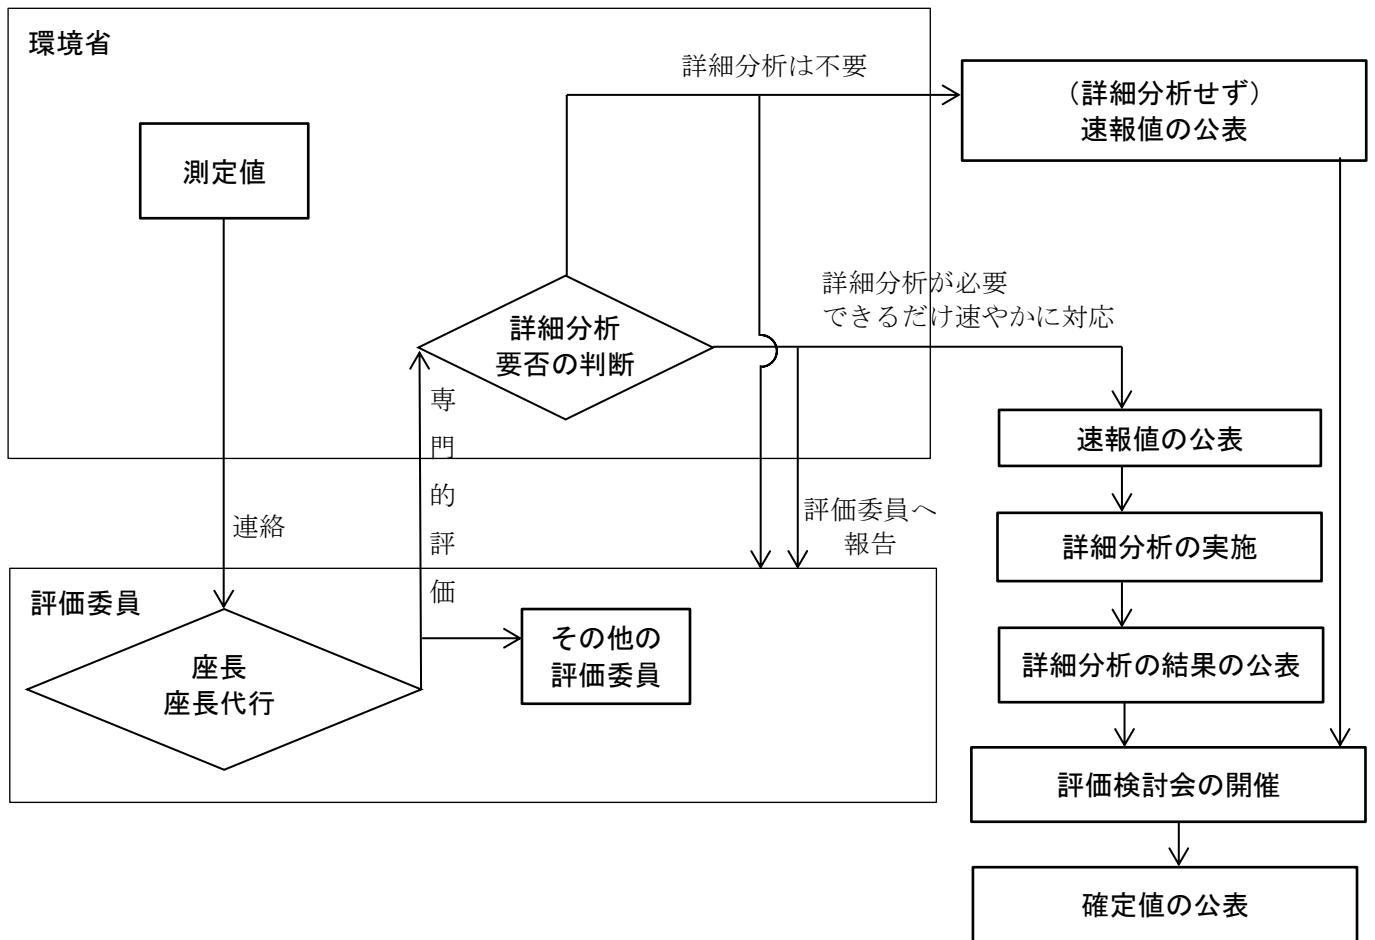 環境省
詳細分析は不要
（詳細分析せず）
速報値の公表
測定値
詳細分析が必要
できるだけ速やかに対応
詳細分析
要否の判断
専門的評価
速報値の公表
連絡
評価委員へ
報告
詳細分析の実施
評価委員
座長
座長代行
その他の
評価委員
詳細分析の結果の公表
評価検討会の開催
確定値の公表